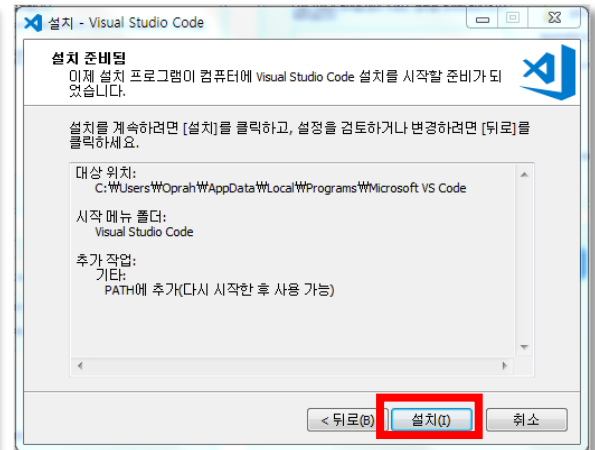 설치 - Visual Studio Code
설치 준비됨
이제 설치 프로그램이 컴퓨터에 Visual Studio Code 설치를 시작할 준비가 되
었습니다.
설치를 계속하려면 [설치]를 클릭하고, 설정을 검토하거나 변경하려면 [뒤로]를
클릭하세요.
대상 위치:
C:₩Users₩Oprah₩AppData₩Local₩Programs₩Microsoft VS Code
시작 메뉴 폴더:
Visual Studio Code
추가 작업:
기타:
PATH에 추가(다시 시작한 후 사용 가능)
< 뒤로(B) 설치(I) 취소